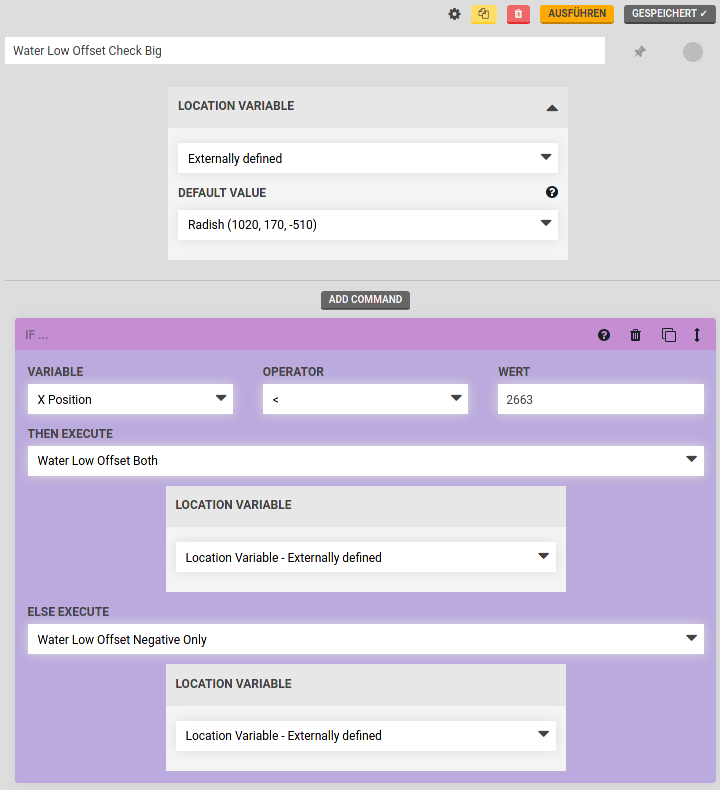 AUSFÜHREN
GESPEICHERT ✓
Water Low Offset Check Big
LOCATION VARIABLE
Externally defined
DEFAULT VALUE
Radish (1020, 170, -510)
ADD COMMAND
IF ...
VARIABLE OPERATOR WERT
X Position < 2663
THEN EXECUTE
Water Low Offset Both
LOCATION VARIABLE
Location Variable - Externally defined
ELSE EXECUTE
Water Low Offset Negative Only
LOCATION VARIABLE
Location Variable - Externally defined